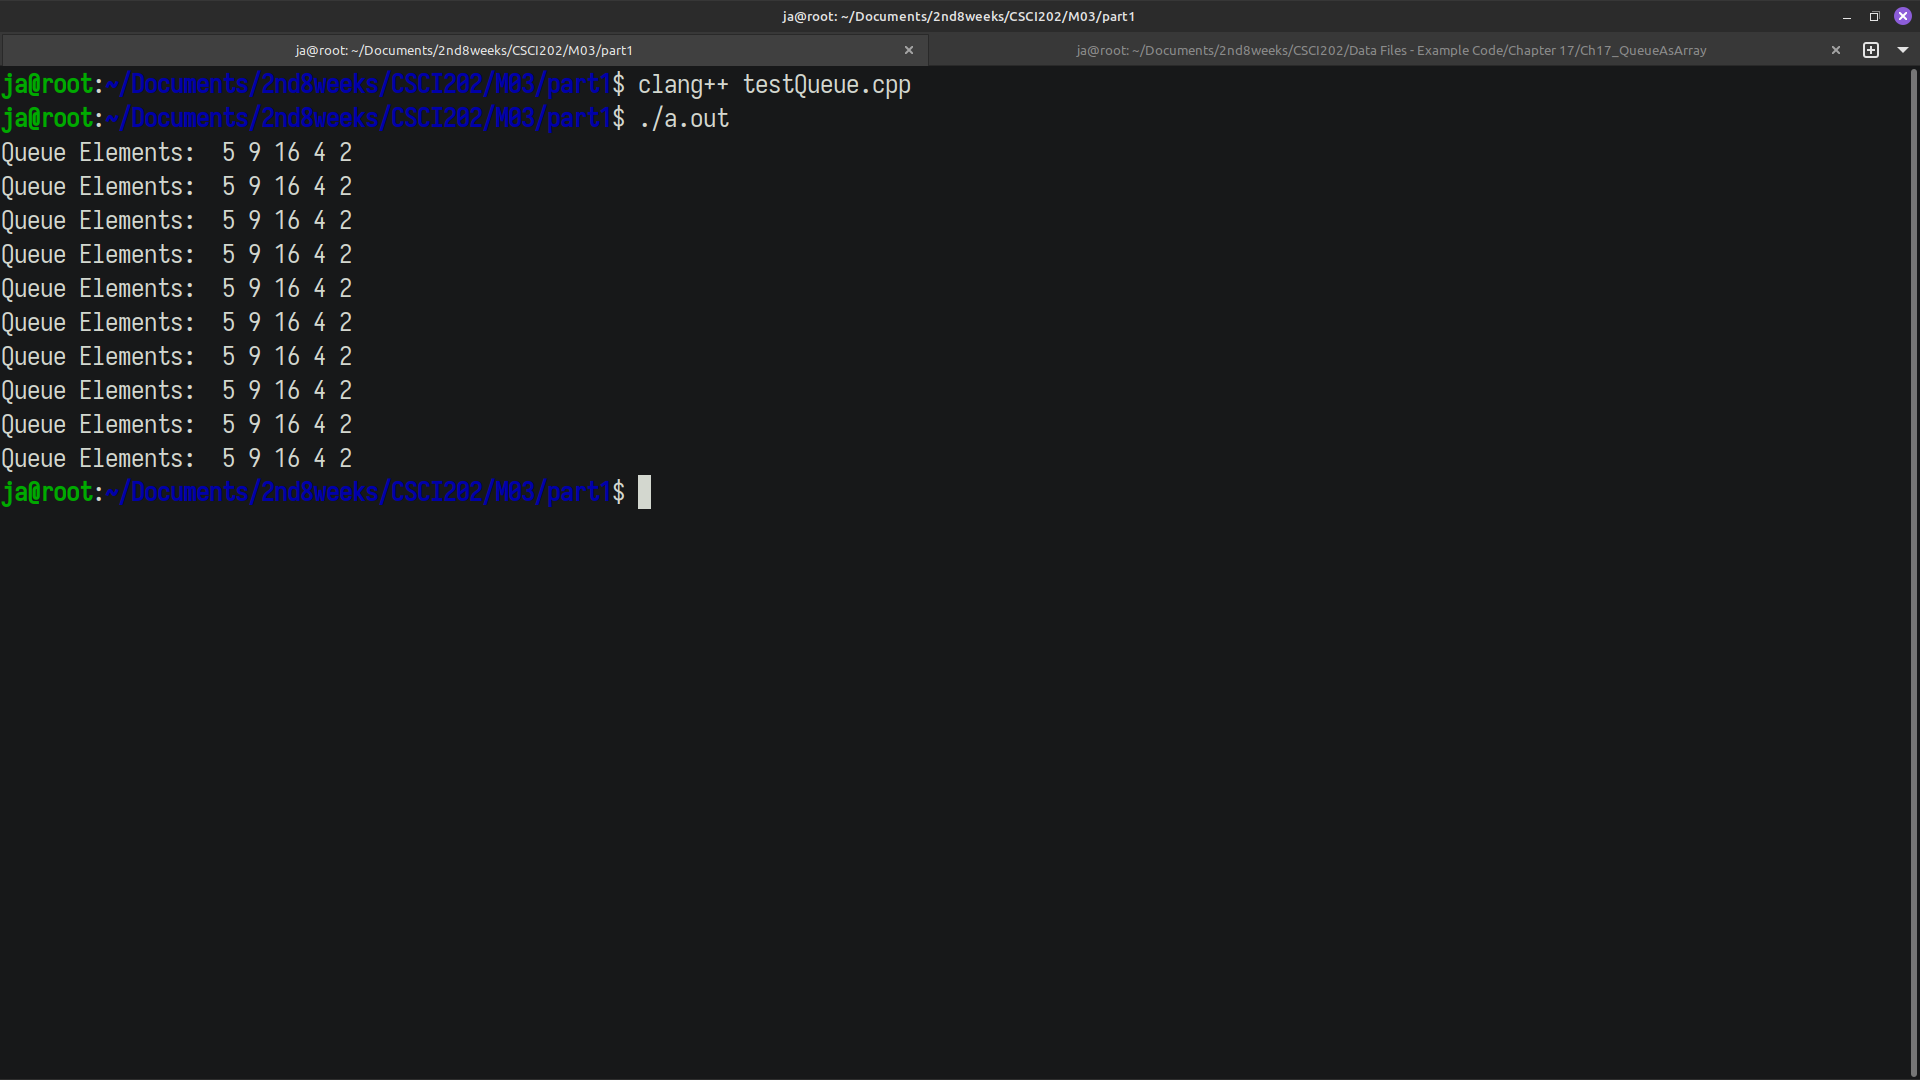 ja@root: ~/Documents/2nd8weeks/CSCI202/M03/part1
ja@root: ~/Documents/2nd8weeks/CSCI202/M03/part1
ja@root: ~/Documents/2nd8weeks/CSCI202/Data Files - Example Code/Chapter 17/Ch17_QueueAsArray
ja@root:~/Documents/2nd8weeks/CSCI202/M03/part1$ clang++ testQueue.cpp
ja@root:~/Documents/2nd8weeks/CSCI202/M03/part1$ ./a.out
Queue Elements:  5 9 16 4 2
Queue Elements:  5 9 16 4 2
Queue Elements:  5 9 16 4 2
Queue Elements:  5 9 16 4 2
Queue Elements:  5 9 16 4 2
Queue Elements:  5 9 16 4 2
Queue Elements:  5 9 16 4 2
Queue Elements:  5 9 16 4 2
Queue Elements:  5 9 16 4 2
Queue Elements:  5 9 16 4 2
ja@root:~/Documents/2nd8weeks/CSCI202/M03/part1$